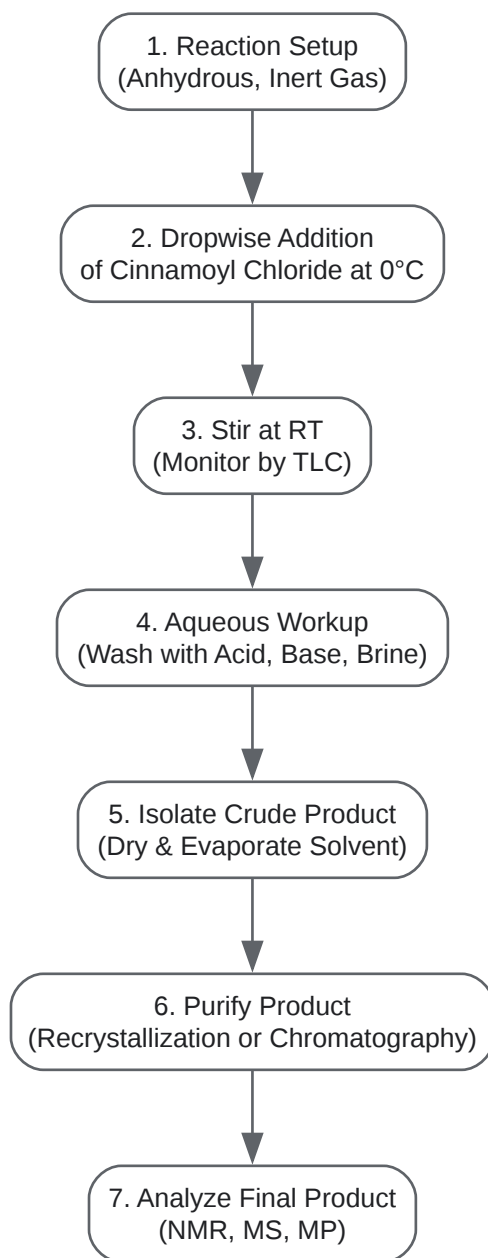 1. Reaction Setup
(Anhydrous, Inert Gas)
2. Dropwise Addition
of Cinnamoyl Chloride at 0°C
3. Stir at RT
(Monitor by TLC)
4. Aqueous Workup
(Wash with Acid, Base, Brine)
5. Isolate Crude Product
(Dry & Evaporate Solvent)
6. Purify Product
(Recrystallization or Chromatography)
7. Analyze Final Product
(NMR, MS, MP)